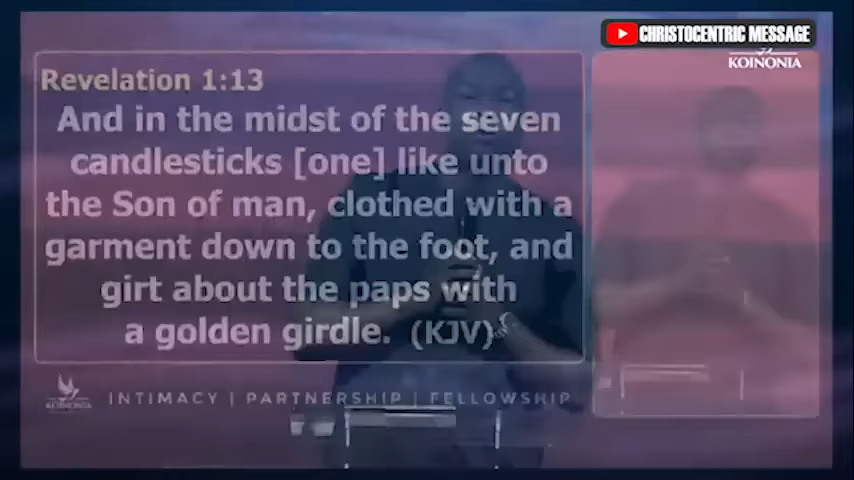 CHRISTOCENTRIC MESSAGE
KOINONIA
Revelation 1:13
And in the midst of the seven
candlesticks [one] like unto
the Son of man, clothed with a
garment down to the foot, and
girt about the paps with
a golden girdle. (KJV)
KOINONIA
INTIMACY | PARTNERSHIP | FELLOWSHIP